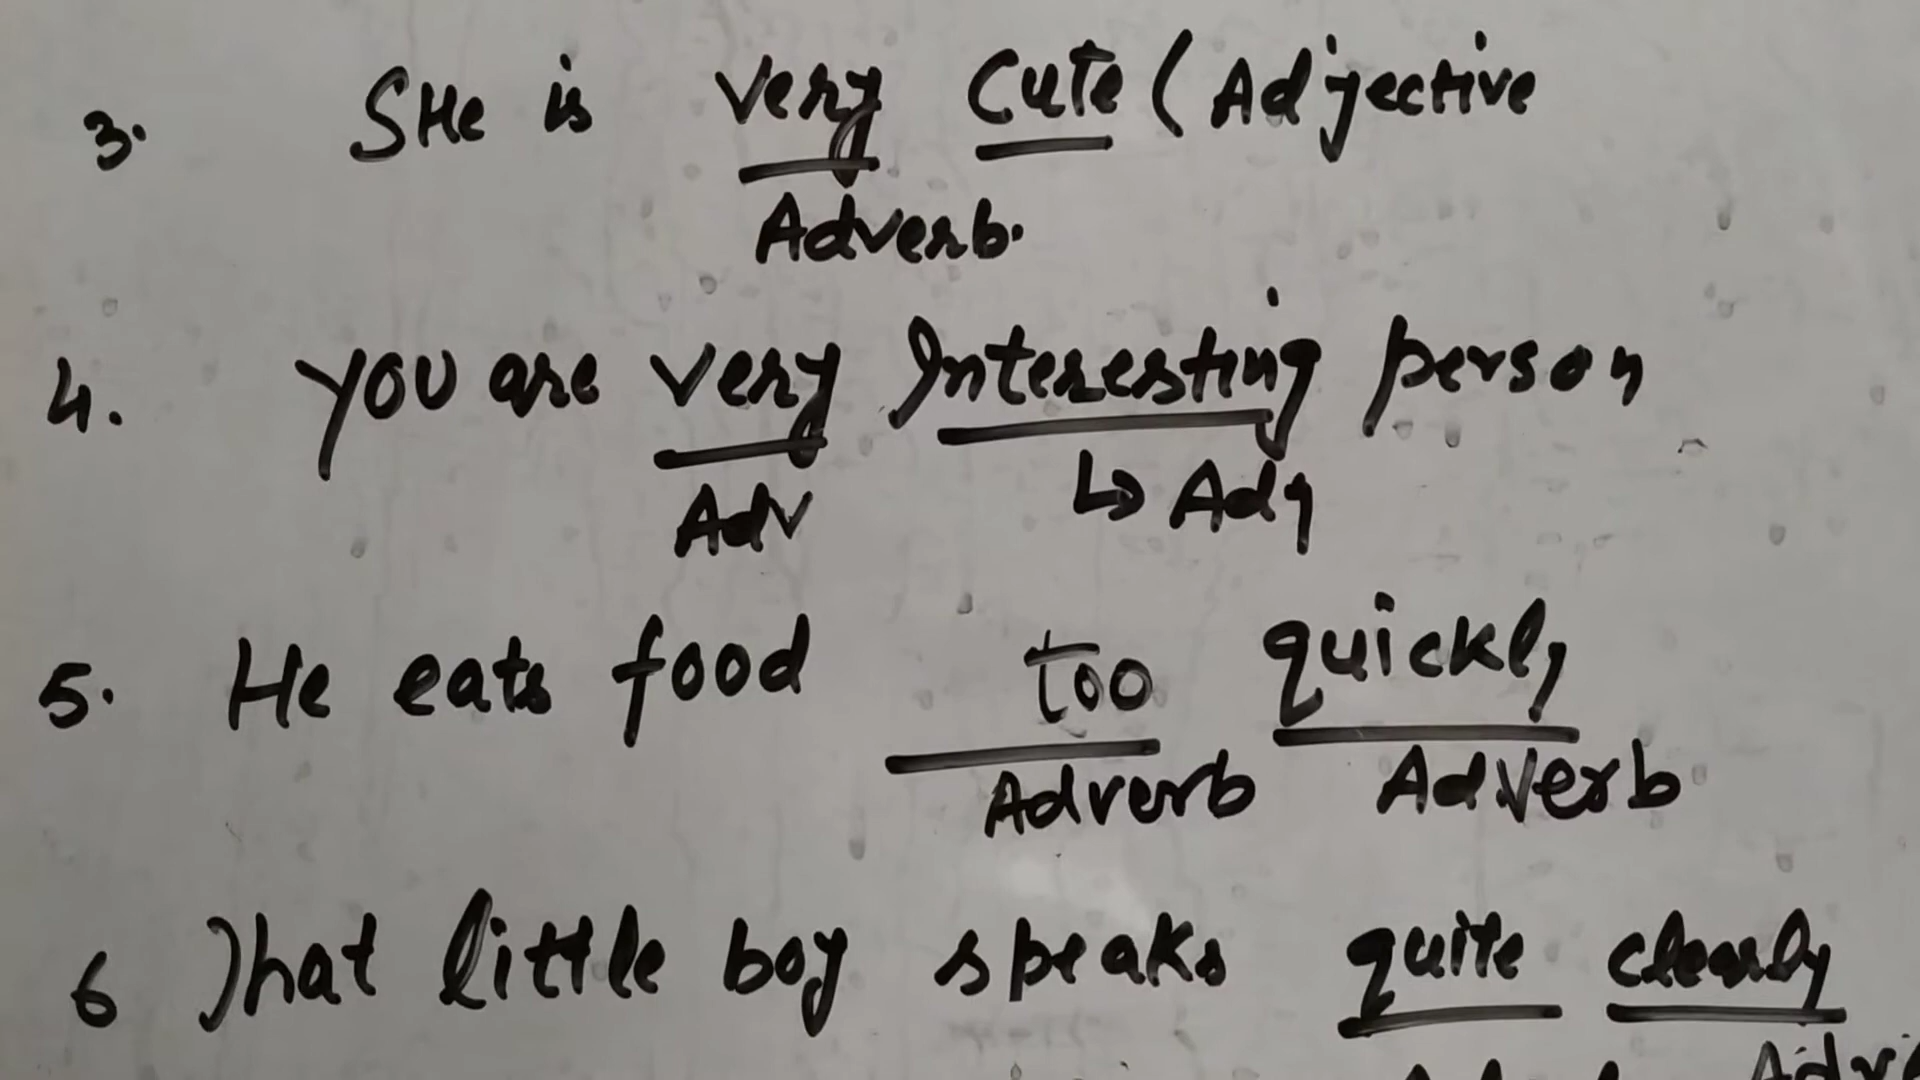 3. SHe is very Cute ( Adjective
Adverb.
4. YOU are very Interesting person
Adv ↳ Adj
5. He eats food too quickly
Adverb Adverb
6 That little boy speaks quite clearly